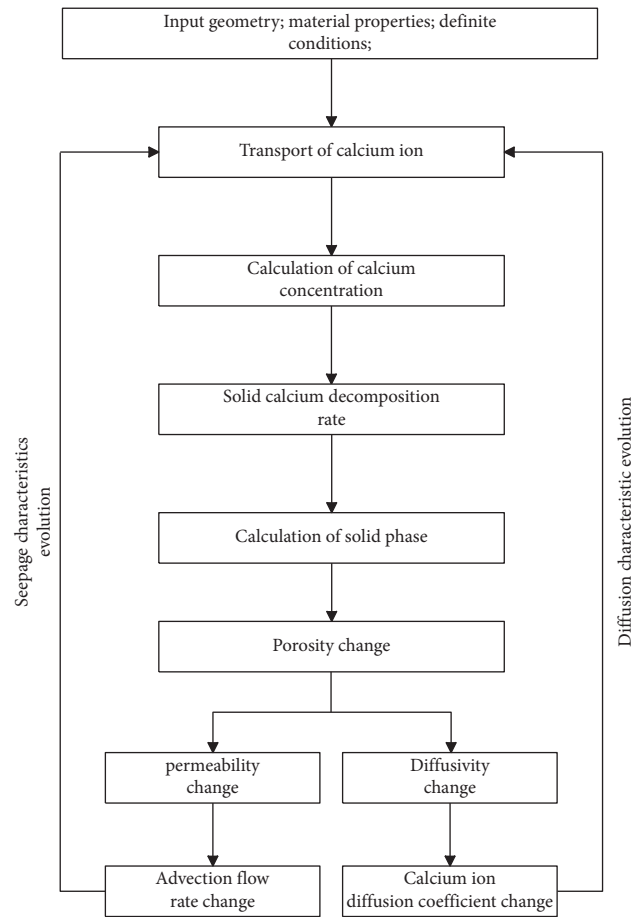 Input geometry; material properties; definite
conditions;
Transport of calcium ion
Calculation of calcium
concentration
Solid calcium decomposition
rate
Calculation of solid phase
Porosity change
permeability
change
Diffusivity
change
Advection flow
rate change
Calcium ion
diffusion coefficient change
Seepage characteristics
evolution
Diffusion characteristic evolution